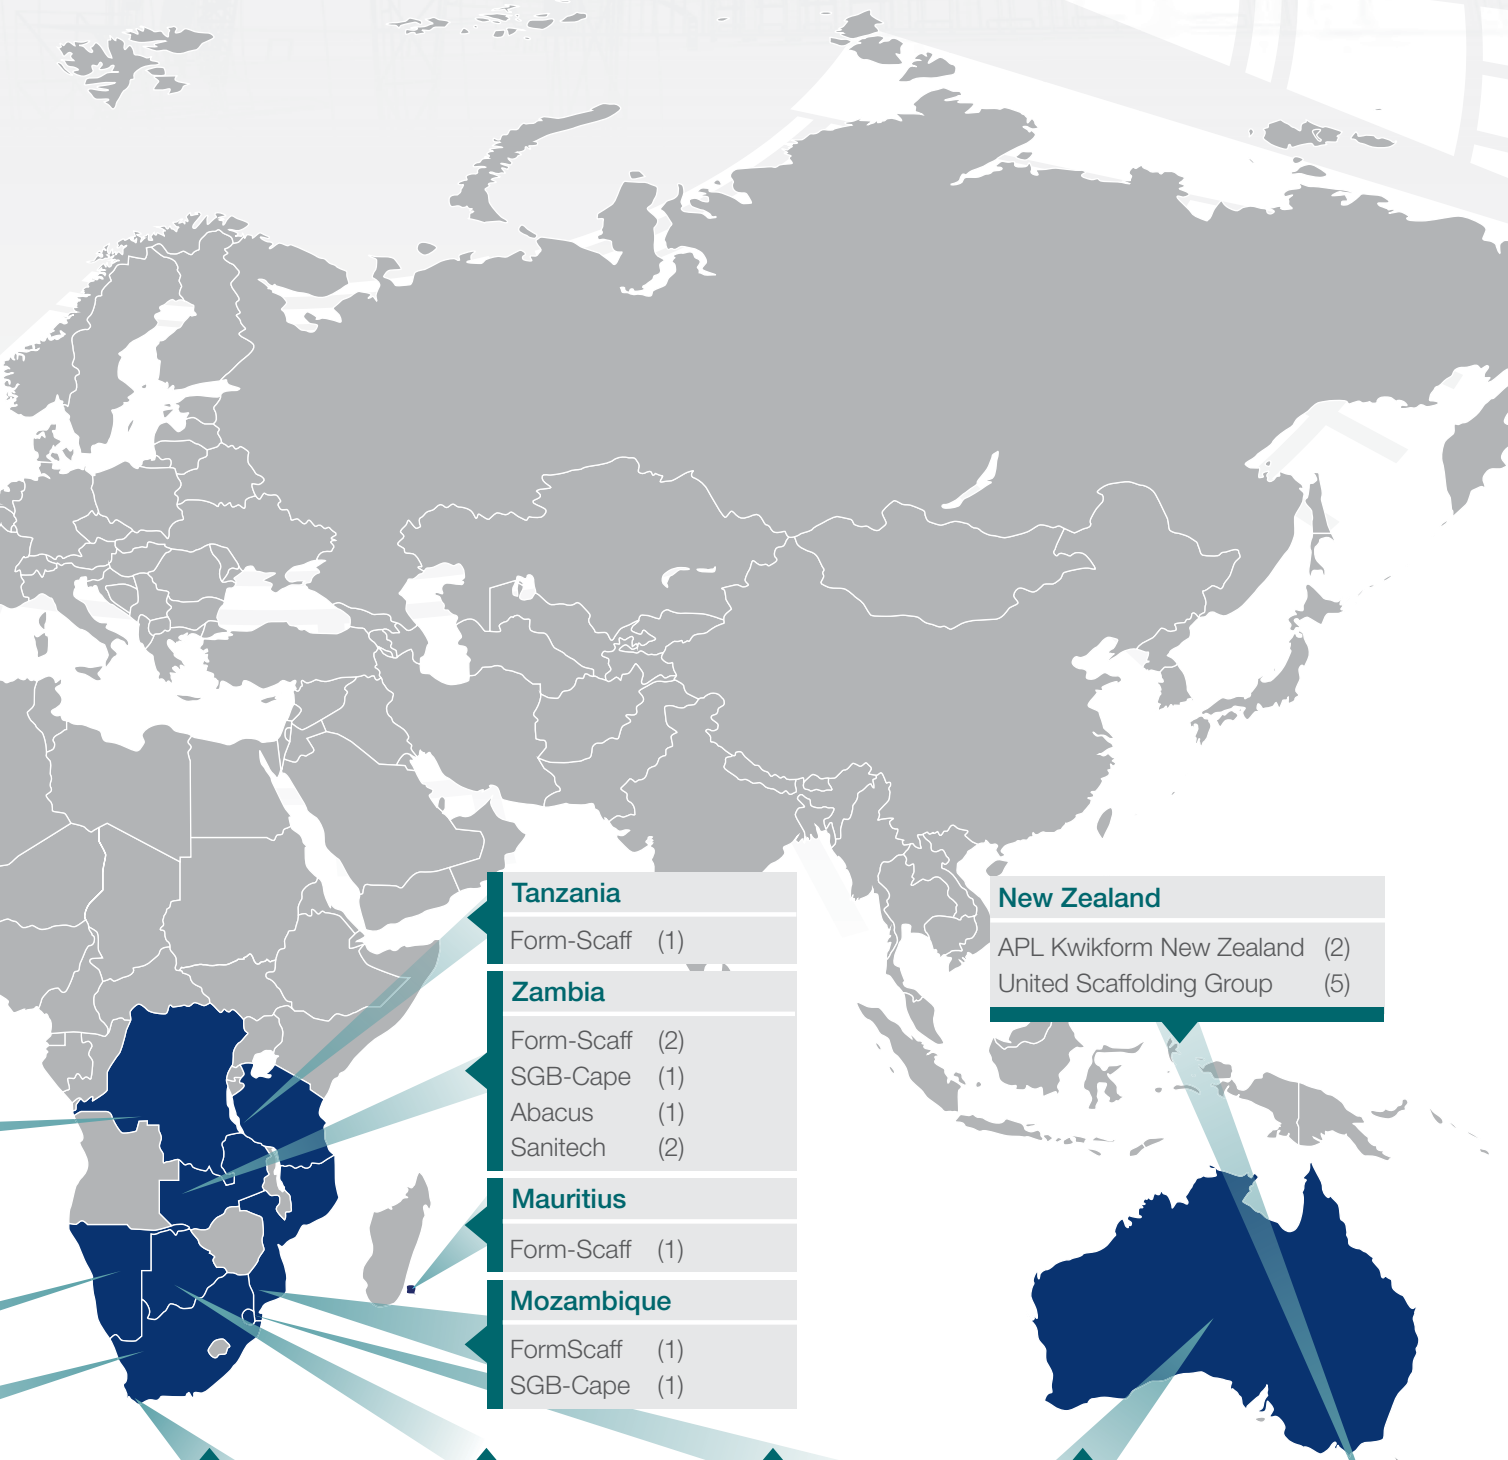 Tanzania
Form-Scaff (1)
Zambia
Form-Scaff (2)
SGB-Cape (1)
Abacus (1)
Sanitech (2)
Mauritius
Form-Scaff (1)
Mozambique
FormScaff (1)
SGB-Cape (1)
New Zealand
APL Kwikform New Zealand (2)
United Scaffolding Group (5)